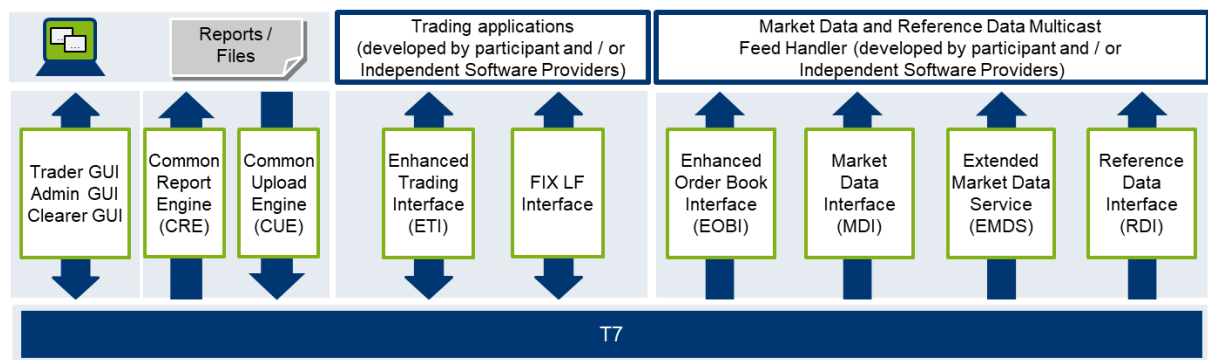 Reports /
Files
Trading applications
(developed by participant and / or
Independent Software Providers)
Market Data and Reference Data Multicast
Feed Handler (developed by participant and / or
Independent Software Providers)
Trader GUI
Admin GUI
Clearer GUI
Common
Report
Engine
(CRE)
Common
Upload
Engine
(CUE)
Enhanced
Trading
Interface
(ETI)
FIX LF
Interface
Enhanced
Order Book
Interface
(EOBI)
Market
Data
Interface
(MDI)
Extended
Market Data
Service
(EMDS)
Reference
Data
Interface
(RDI)
T7